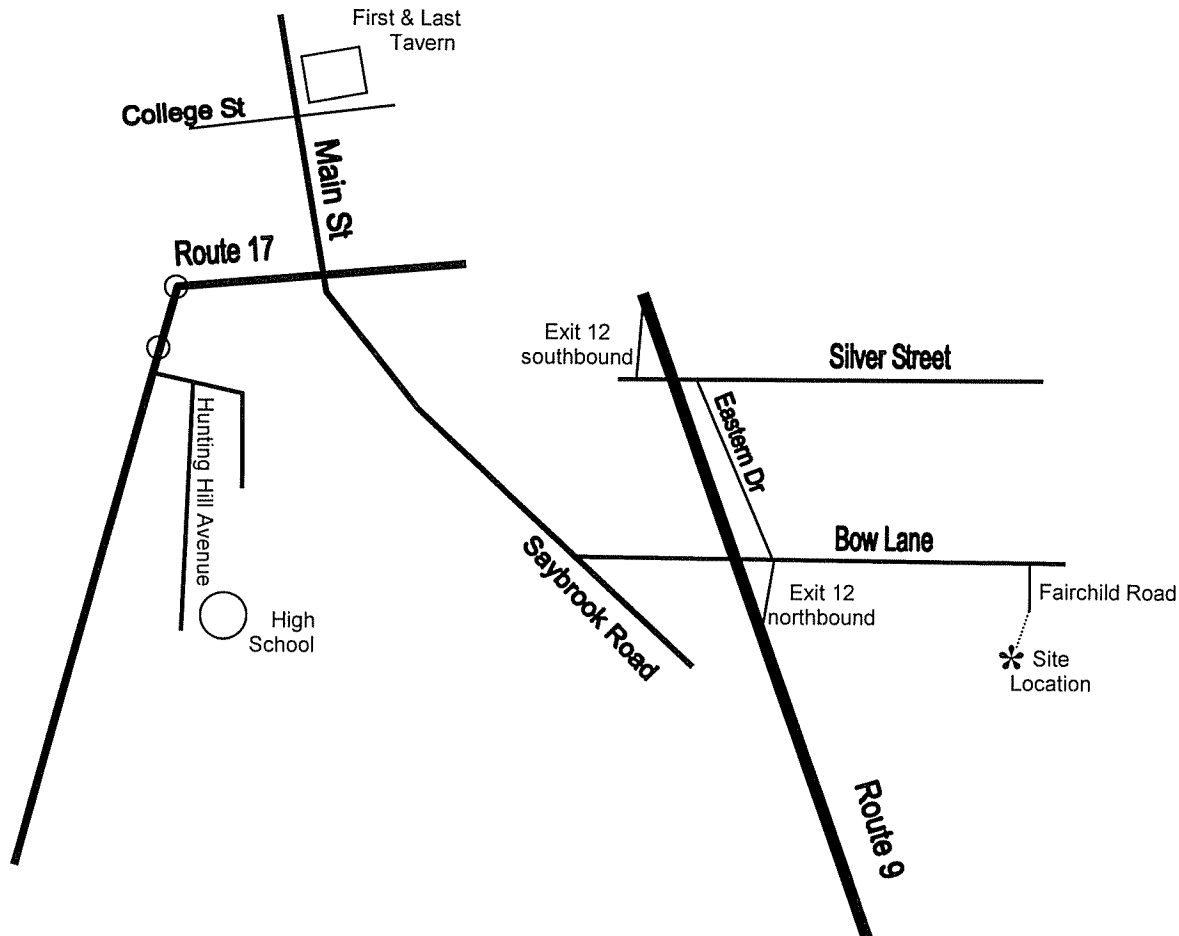 First & Last
Tavern
College St
Main St
Route 17
Exit 12
southbound
Silver Street
Eastern Dr
Hunting Hill Avenue
Bow Lane
Saybrook Road
Exit 12
northbound
Fairchild Road
High
School
Site
Location
Route 9